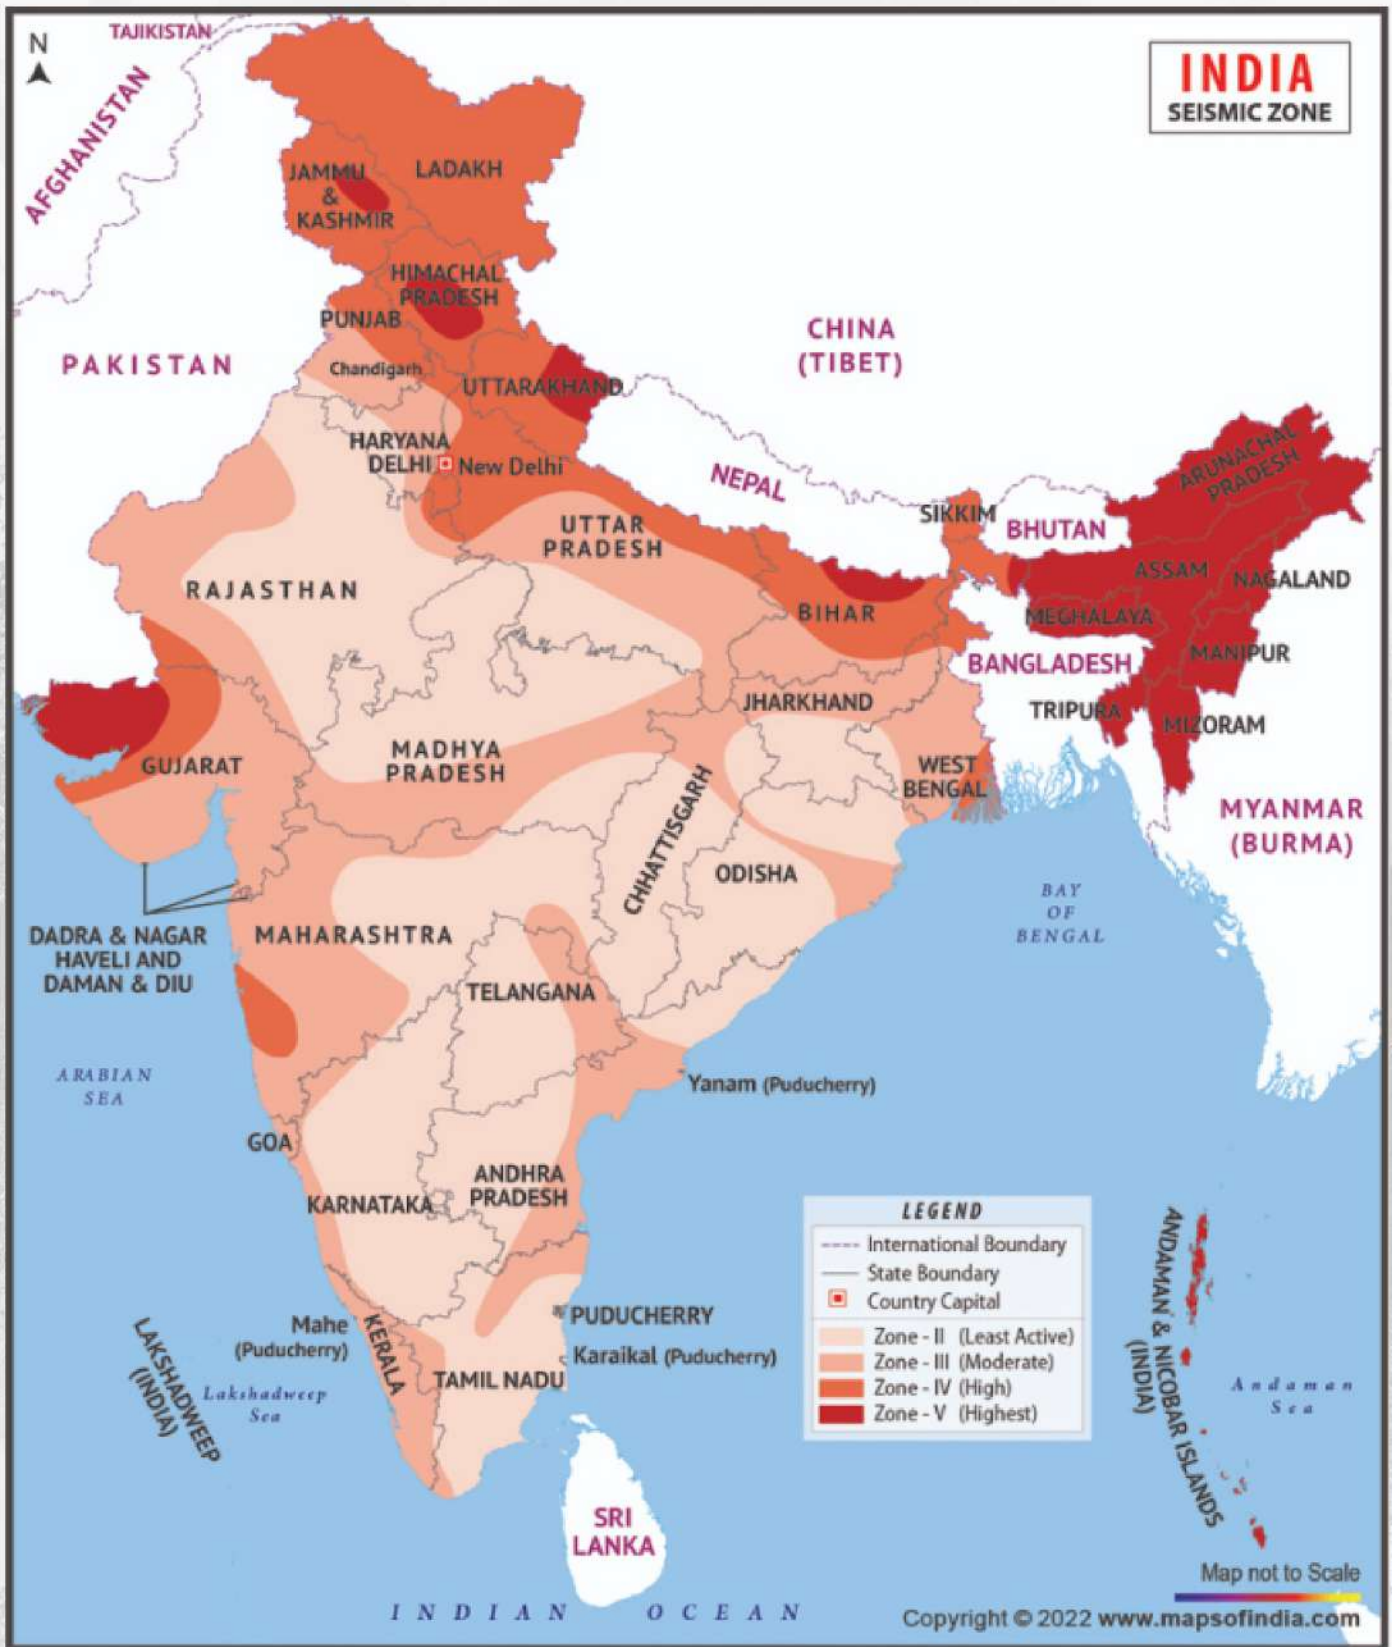 N
TAJIKISTAN
AFGHANISTAN
INDIA
SEISMIC ZONE
JAMMU
&
KASHMIR
LADAKH
HIMACHAL
PRADESH
PUNJAB
PAKISTAN
Chandigarh
UTTARAKHAND
CHINA
(TIBET)
HARYANA
DELHI
New Delhi
NEPAL
SIKKIM
BHUTAN
ARUNACHAL
PRADESH
UTTAR
PRADESH
RAJASTHAN
BIHAR
ASSAM
NAGALAND
MEGHALAYA
BANGLADESH
MANIPUR
JHARKHAND
TRIPURA
MIZORAM
GUJARAT
MADHYA
PRADESH
WEST
BENGAL
MYANMAR
(BURMA)
CHHATTISGARH
ODISHA
BAY
OF
BENGAL
DADRA & NAGAR
HAVELI AND
DAMAN & DIU
MAHARASHTRA
TELANGANA
ARABIAN
SEA
Yanam (Puducherry)
GOA
ANDHRA
PRADESH
KARNATAKA
LEGEND
International Boundary
State Boundary
Country Capital
Zone - II (Least Active)
Zone - III (Moderate)
Zone - IV (High)
Zone - V (Highest)
ANDAMAN & NICOBAR ISLANDS
(INDIA)
Andaman
Sea
Mahe
(Puducherry)
KERALA
PUDUCHERRY
Karaikal (Puducherry)
TAMIL NADU
LAKSHADWEEP
(INDIA)
Lakshadweep
Sea
SRI
LANKA
INDIAN OCEAN
Map not to Scale
Copyright © 2022 www.mapsofindia.com